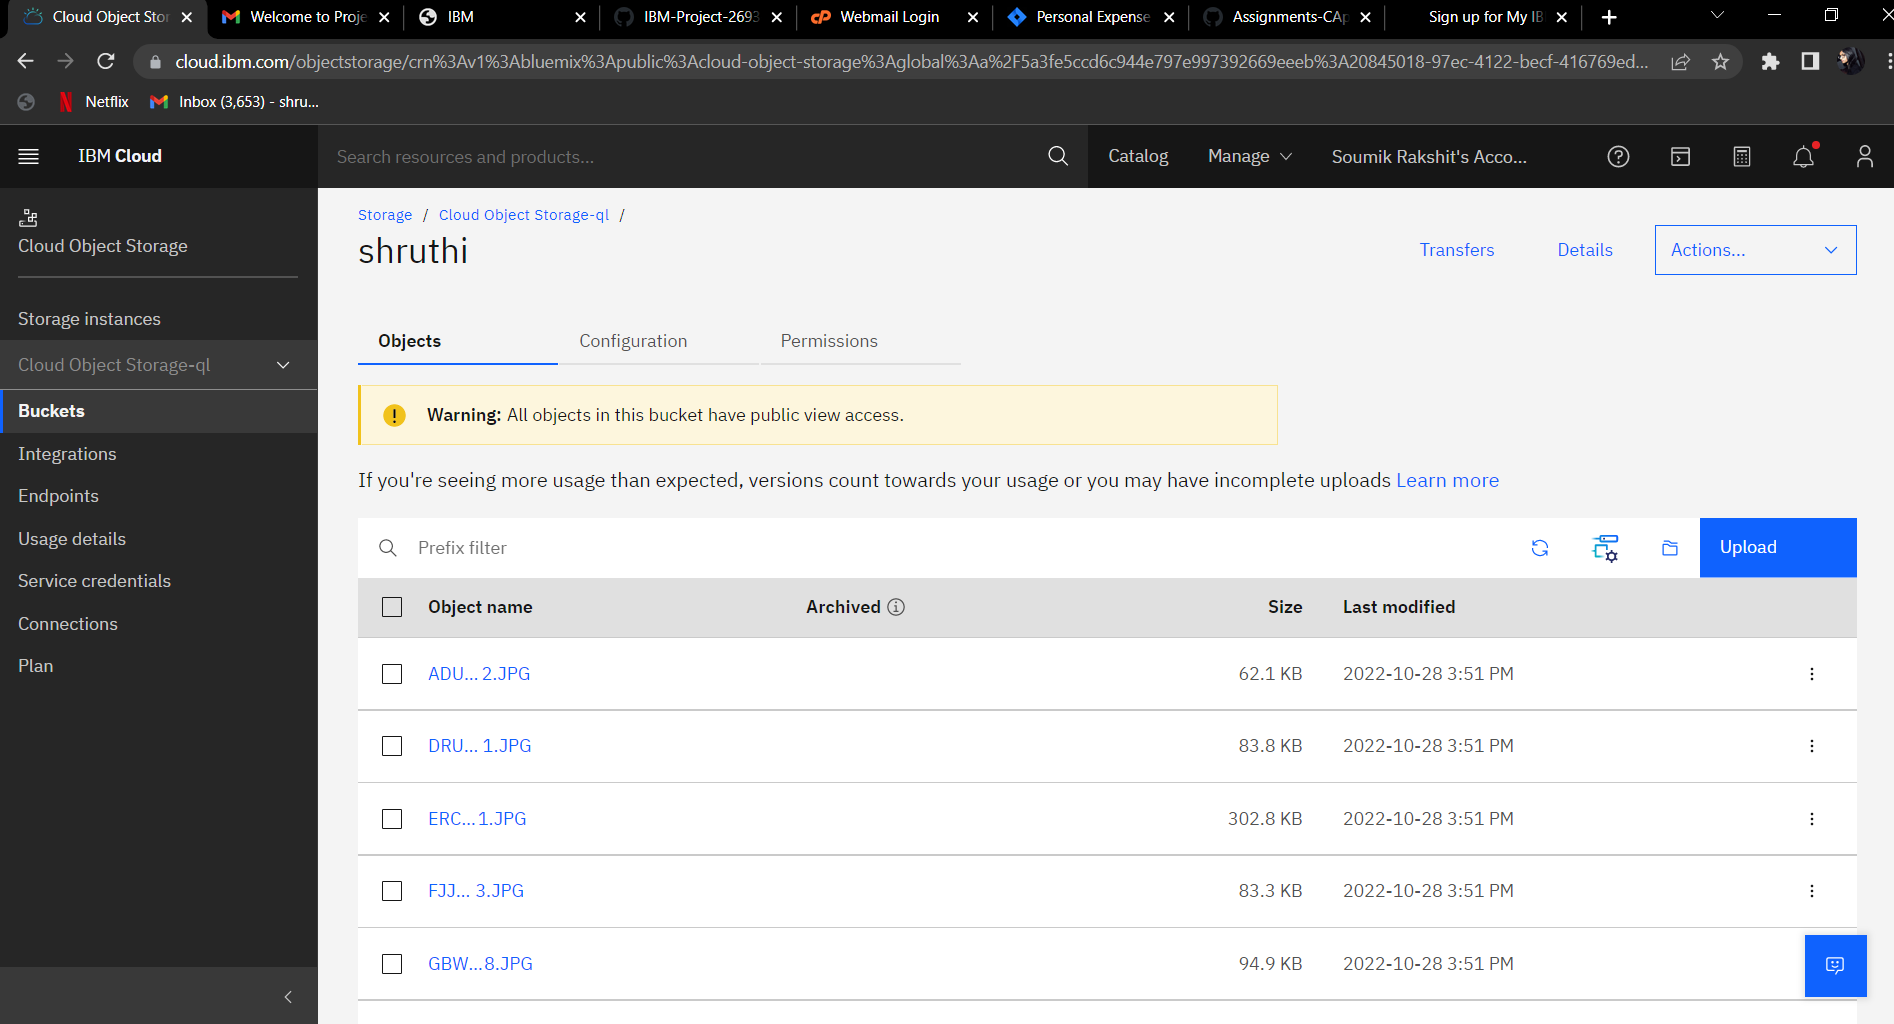 Cloud Object Stor
Welcome to Proje
IBM
IBM-Project-2693
Webmail Login
Personal Expense
Assignments-CAp
Sign up for My IB
cloud.ibm.com/objectstorage/crn%3Av1%3Abluemix%3Apublic%3Acloud-object-storage%3Aglobal%3Aa%2F5a3fe5ccd6c944e797e997392669eeeb%3A20845018-97ec-4122-becf-416769ed...
Netflix
Inbox (3,653) - shru...
IBM Cloud
Search resources and products...
Catalog
Manage
Soumik Rakshit's Acco...
Cloud Object Storage
Storage instances
Cloud Object Storage-ql
Buckets
Integrations
Endpoints
Usage details
Service credentials
Connections
Plan
Storage / Cloud Object Storage-ql /
shruthi
Transfers
Details
Actions...
Objects
Configuration
Permissions
Warning: All objects in this bucket have public view access.
If you're seeing more usage than expected, versions count towards your usage or you may have incomplete uploads Learn more
Prefix filter
Upload
Object name Archived Size Last modified
ADU... 2.JPG 62.1 KB 2022-10-28 3:51 PM
DRU... 1.JPG 83.8 KB 2022-10-28 3:51 PM
ERC... 1.JPG 302.8 KB 2022-10-28 3:51 PM
FJJ... 3.JPG 83.3 KB 2022-10-28 3:51 PM
GBW... 8.JPG 94.9 KB 2022-10-28 3:51 PM